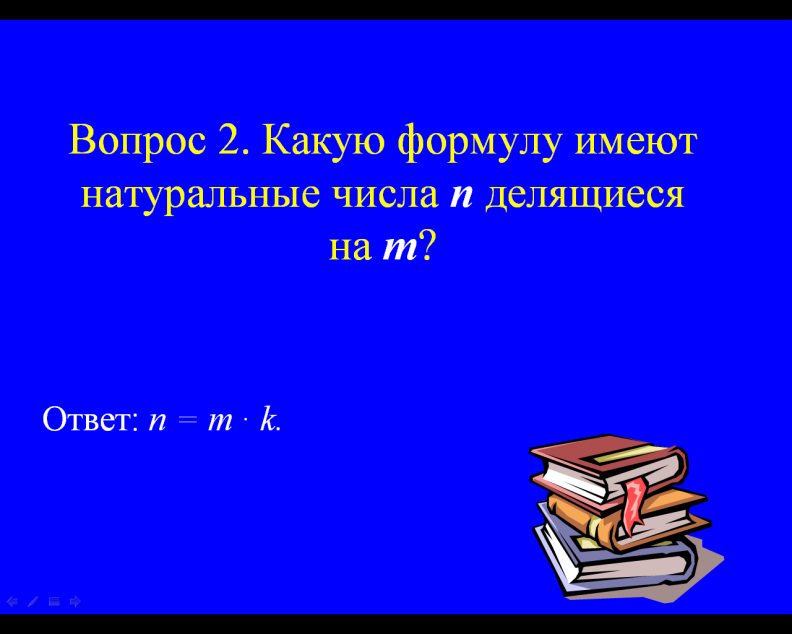 Вопрос 2. Какую формулу имеют
натуральные числа n делящиеся
на m?
Ответ: n = m · k.